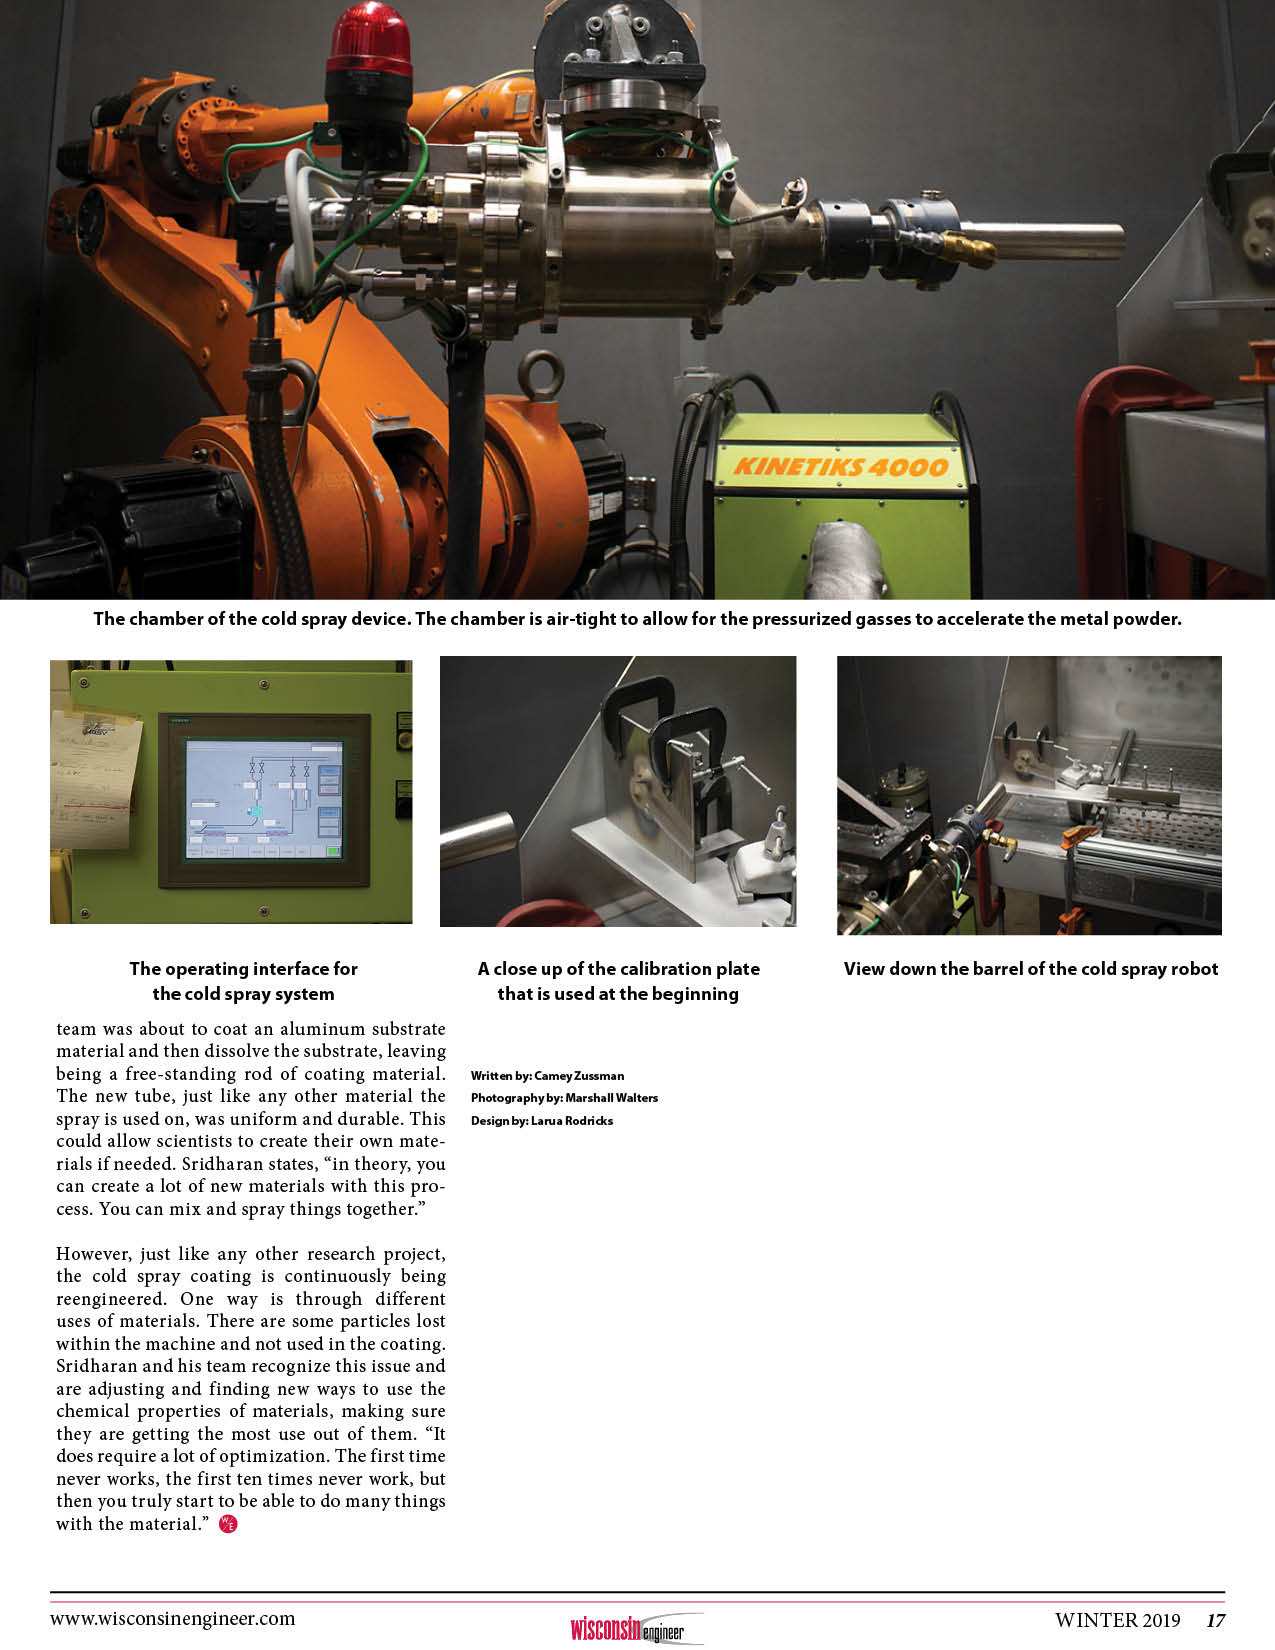 KINETIKS 4000
The chamber of the cold spray device. The chamber is air-tight to allow for the pressurized gasses to accelerate the metal powder.
SIEMENS
The operating interface for
the cold spray system
A close up of the calibration plate
that is used at the beginning
View down the barrel of the cold spray robot
team was about to coat an aluminum substrate
material and then dissolve the substrate, leaving
being a free-standing rod of coating material.
The new tube, just like any other material the
spray is used on, was uniform and durable. This
could allow scientists to create their own mate-
rials if needed. Sridharan states, “in theory, you
can create a lot of new materials with this pro-
cess. You can mix and spray things together.”
However, just like any other research project,
the cold spray coating is continuously being
reengineered. One way is through different
uses of materials. There are some particles lost
within the machine and not used in the coating.
Sridharan and his team recognize this issue and
are adjusting and finding new ways to use the
chemical properties of materials, making sure
they are getting the most use out of them. “It
does require a lot of optimization. The first time
never works, the first ten times never work, but
then you truly start to be able to do many things
with the material.” W/E
Written by: Camey Zussman
Photography by: Marshall Walters
Design by: Larua Rodricks
www.wisconsinengineer.com
wisconsin engineer
WINTER 2019 17